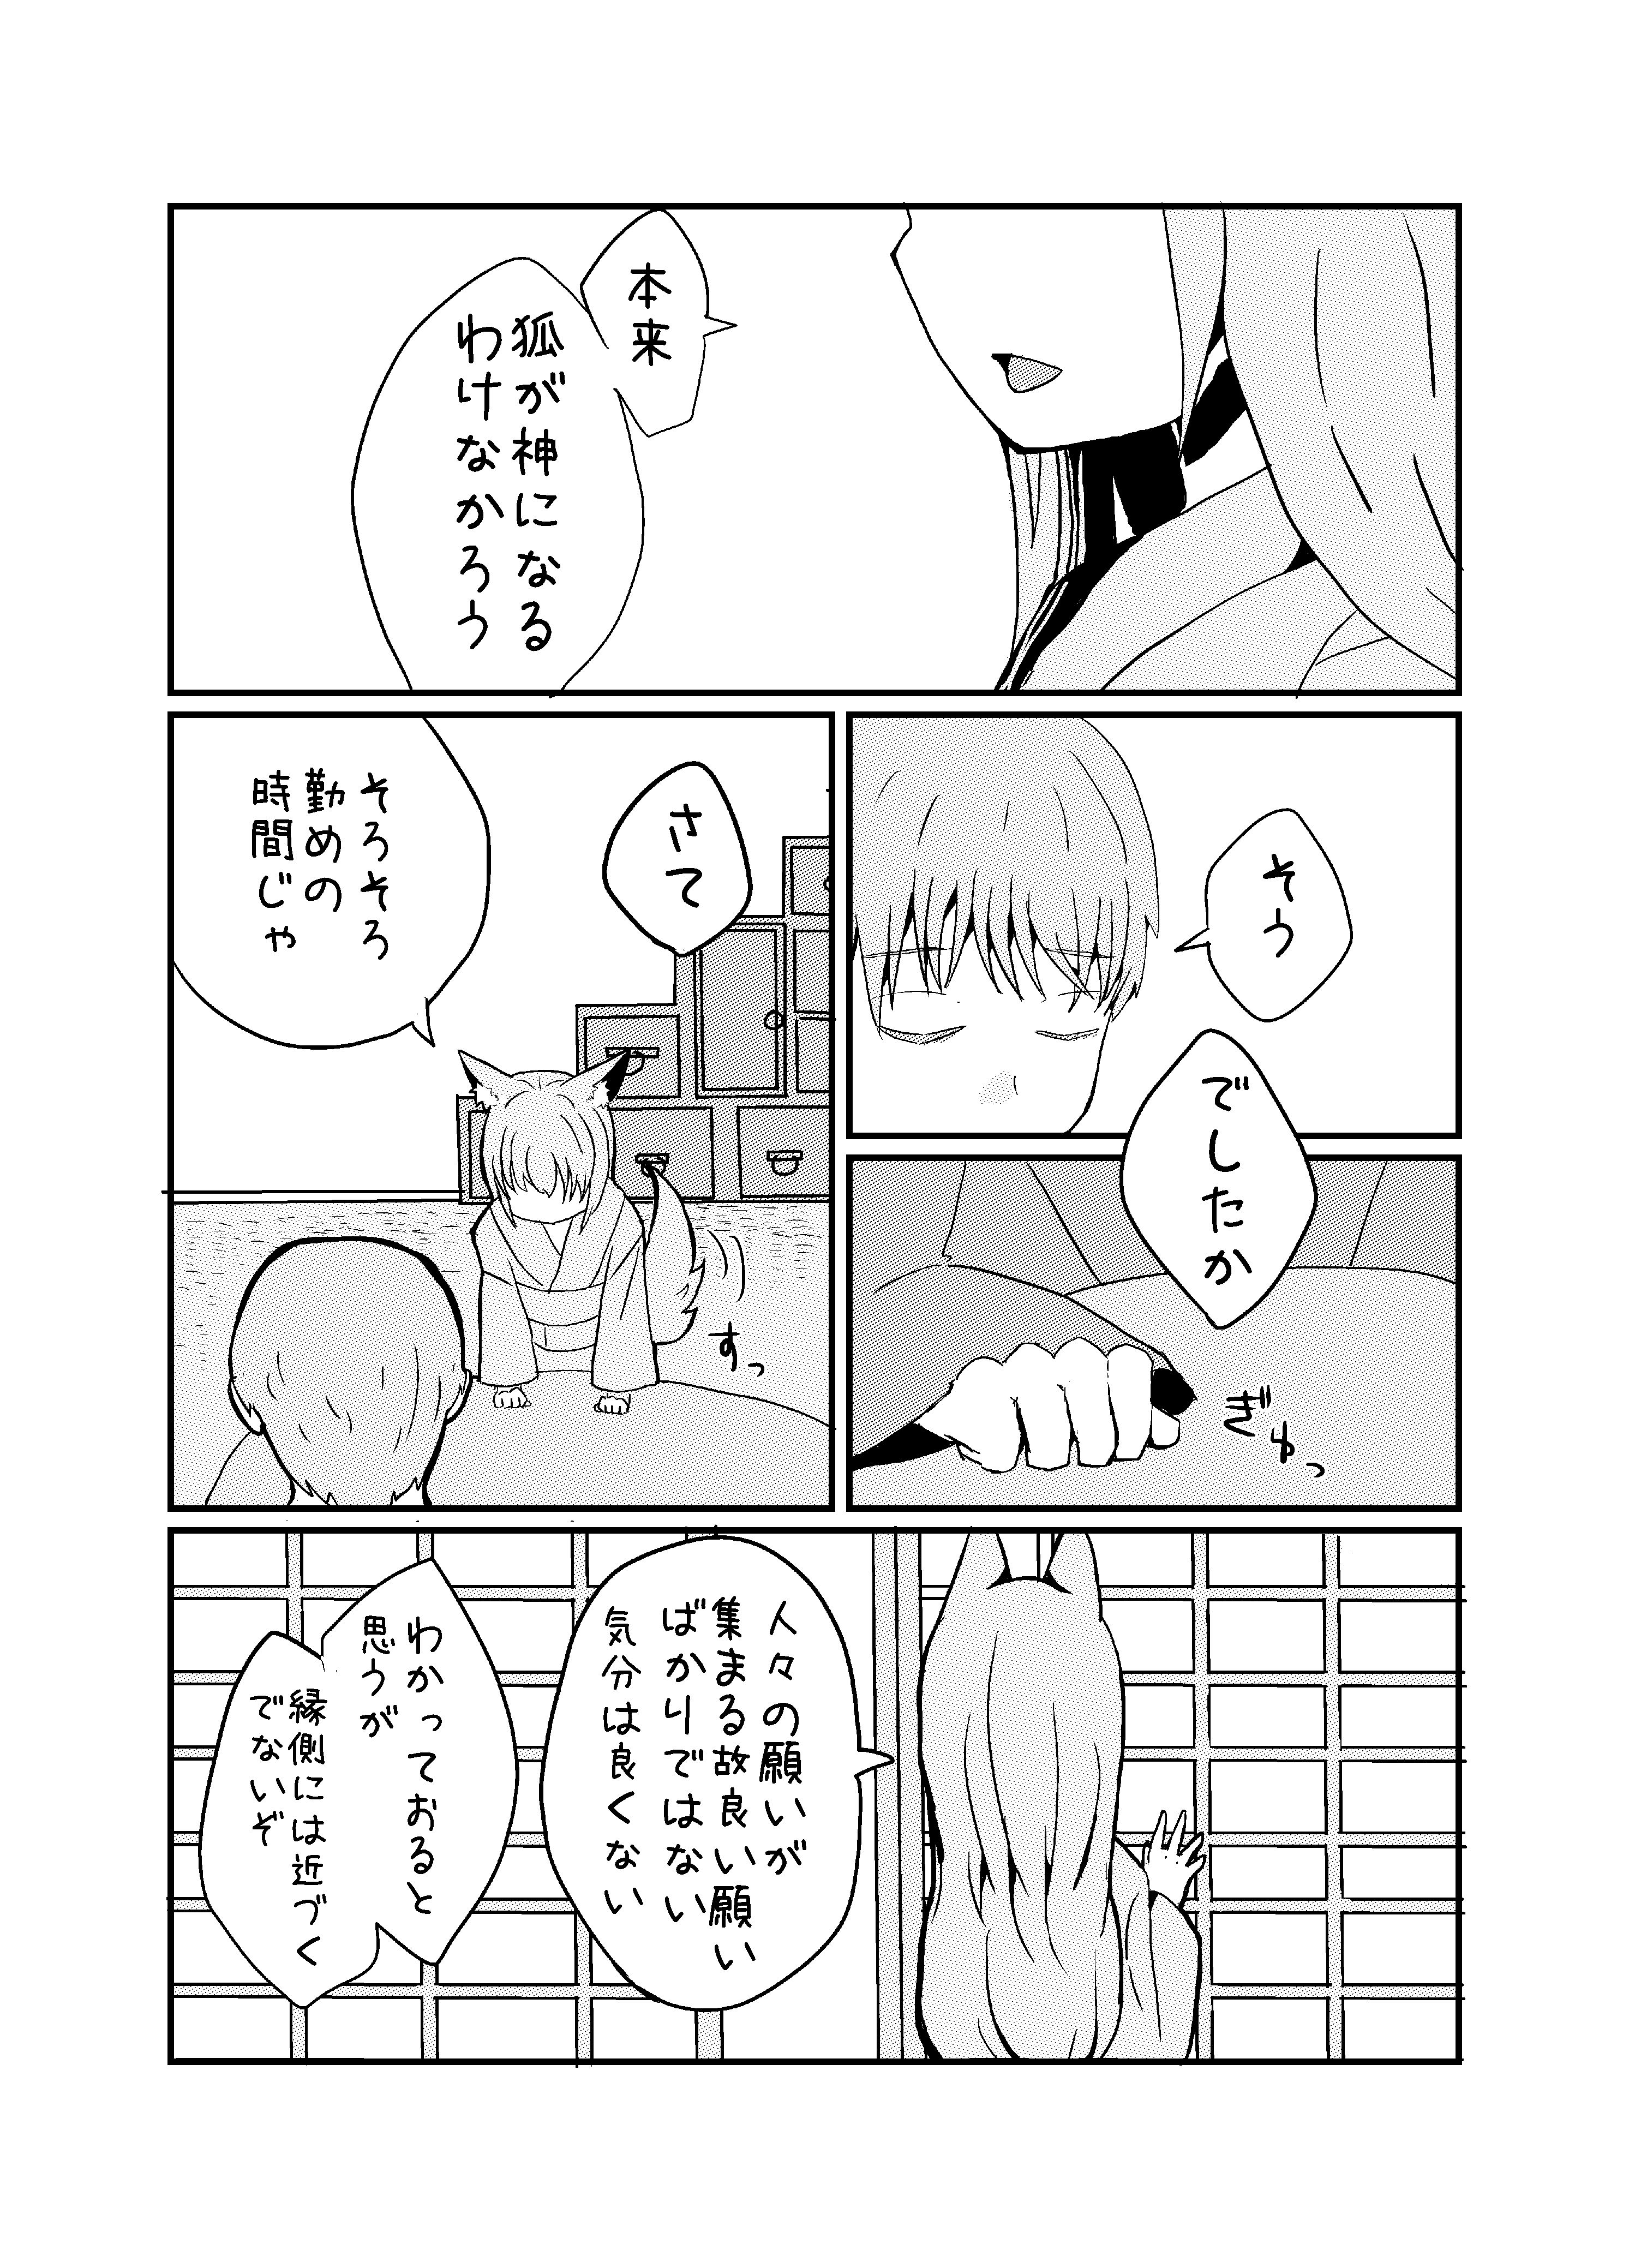 本来
狐が神になる
わけなかろう
そう
でしたか
ぎゅっ
さて
そろそろ
勤めの
時間じゃ
すっ
人々の願いが
集まる故良い願い
ばかりではない
気分は良くない
わかっておると
思うが
縁側には近づく
でないぞ